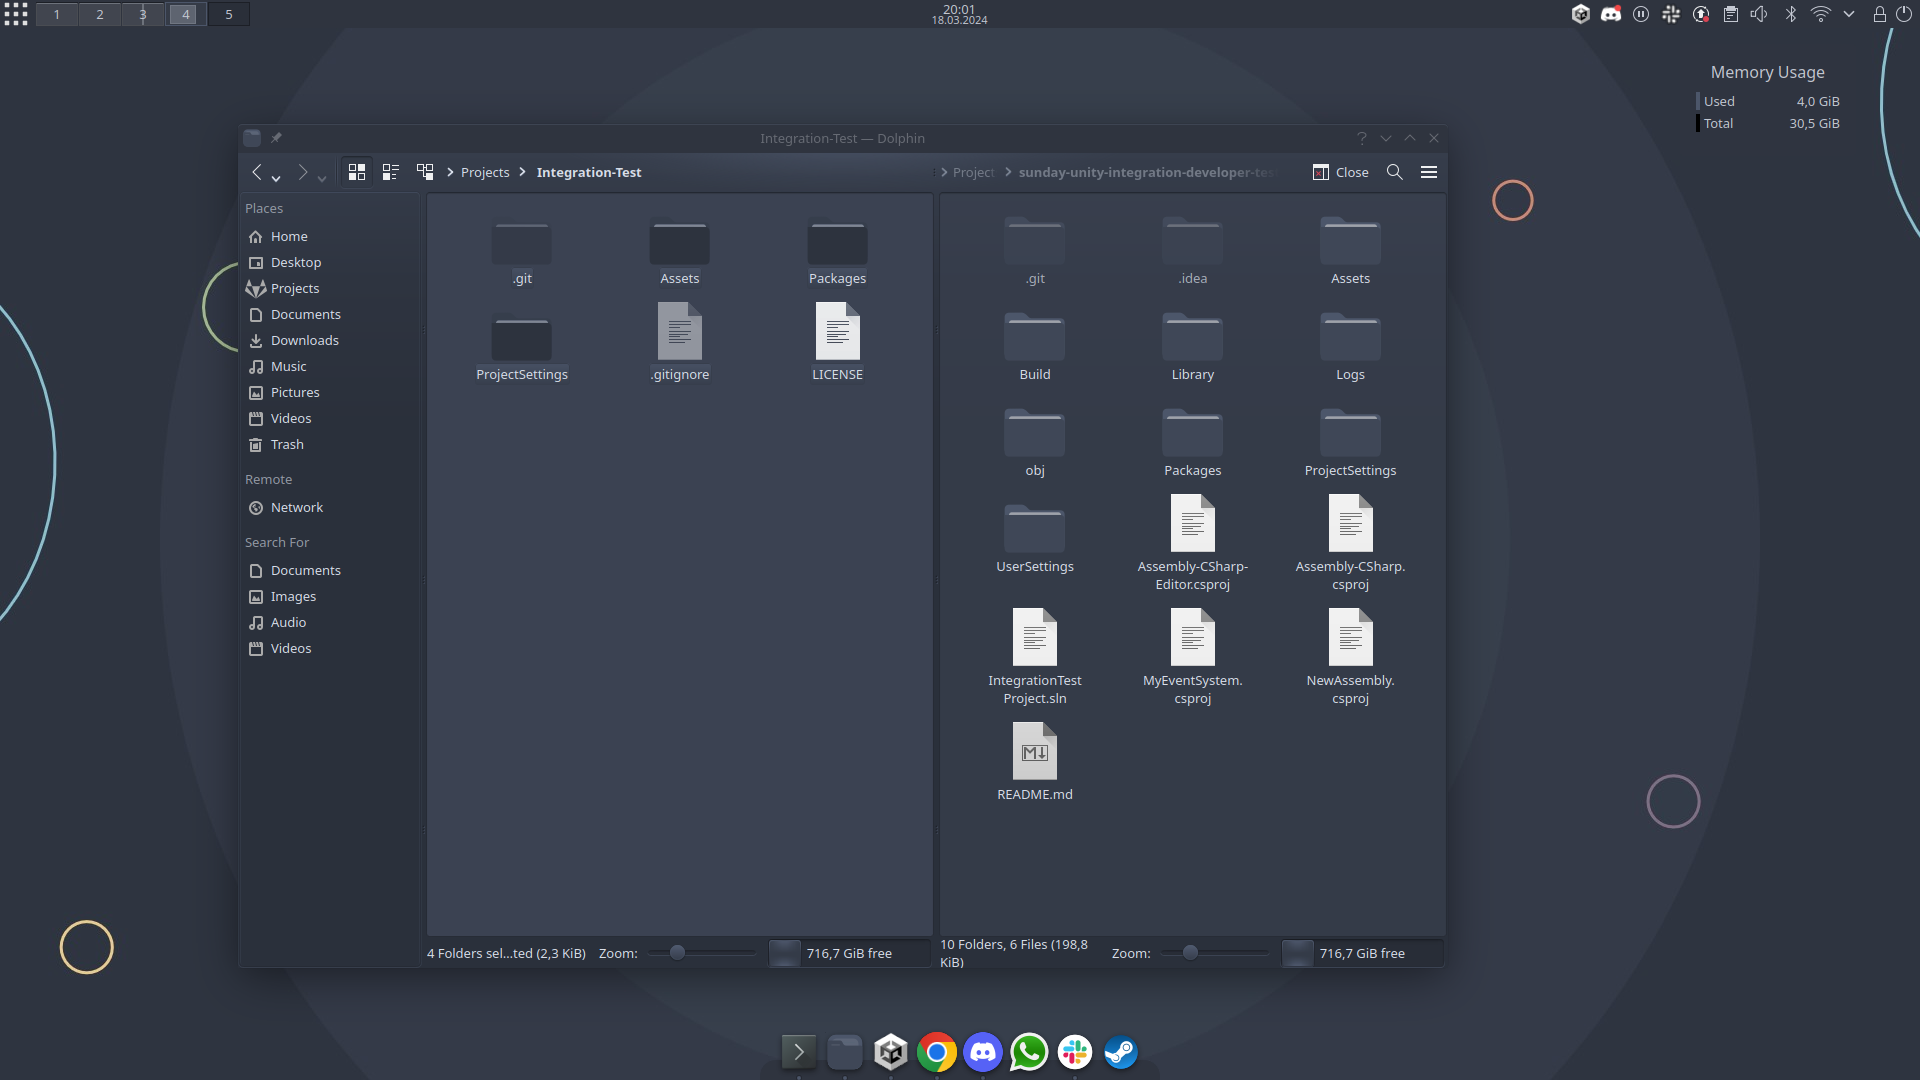 1 2 3 4 5
20:01
18.03.2024
Memory Usage
Used 4,0 GiB
Total 30,5 GiB
Integration-Test — Dolphin
Projects Integration-Test
Project sunday-unity-integration-developer-tes
Close
Places
Home
Desktop
Projects
Documents
Downloads
Music
Pictures
Videos
Trash
Remote
Network
Search For
Documents
Images
Audio
Videos
.git Assets Packages
ProjectSettings .gitignore LICENSE
4 Folders sel...ted (2,3 KiB) Zoom: 716,7 GiB free
.git .idea Assets
Build Library Logs
obj Packages ProjectSettings
UserSettings
Assembly-CSharp-
Editor.csproj
Assembly-CSharp.
csproj
IntegrationTest
Project.sln
MyEventSystem.
csproj
NewAssembly.
csproj
M
README.md
10 Folders, 6 Files (198,8
KiB)
Zoom: 716,7 GiB free